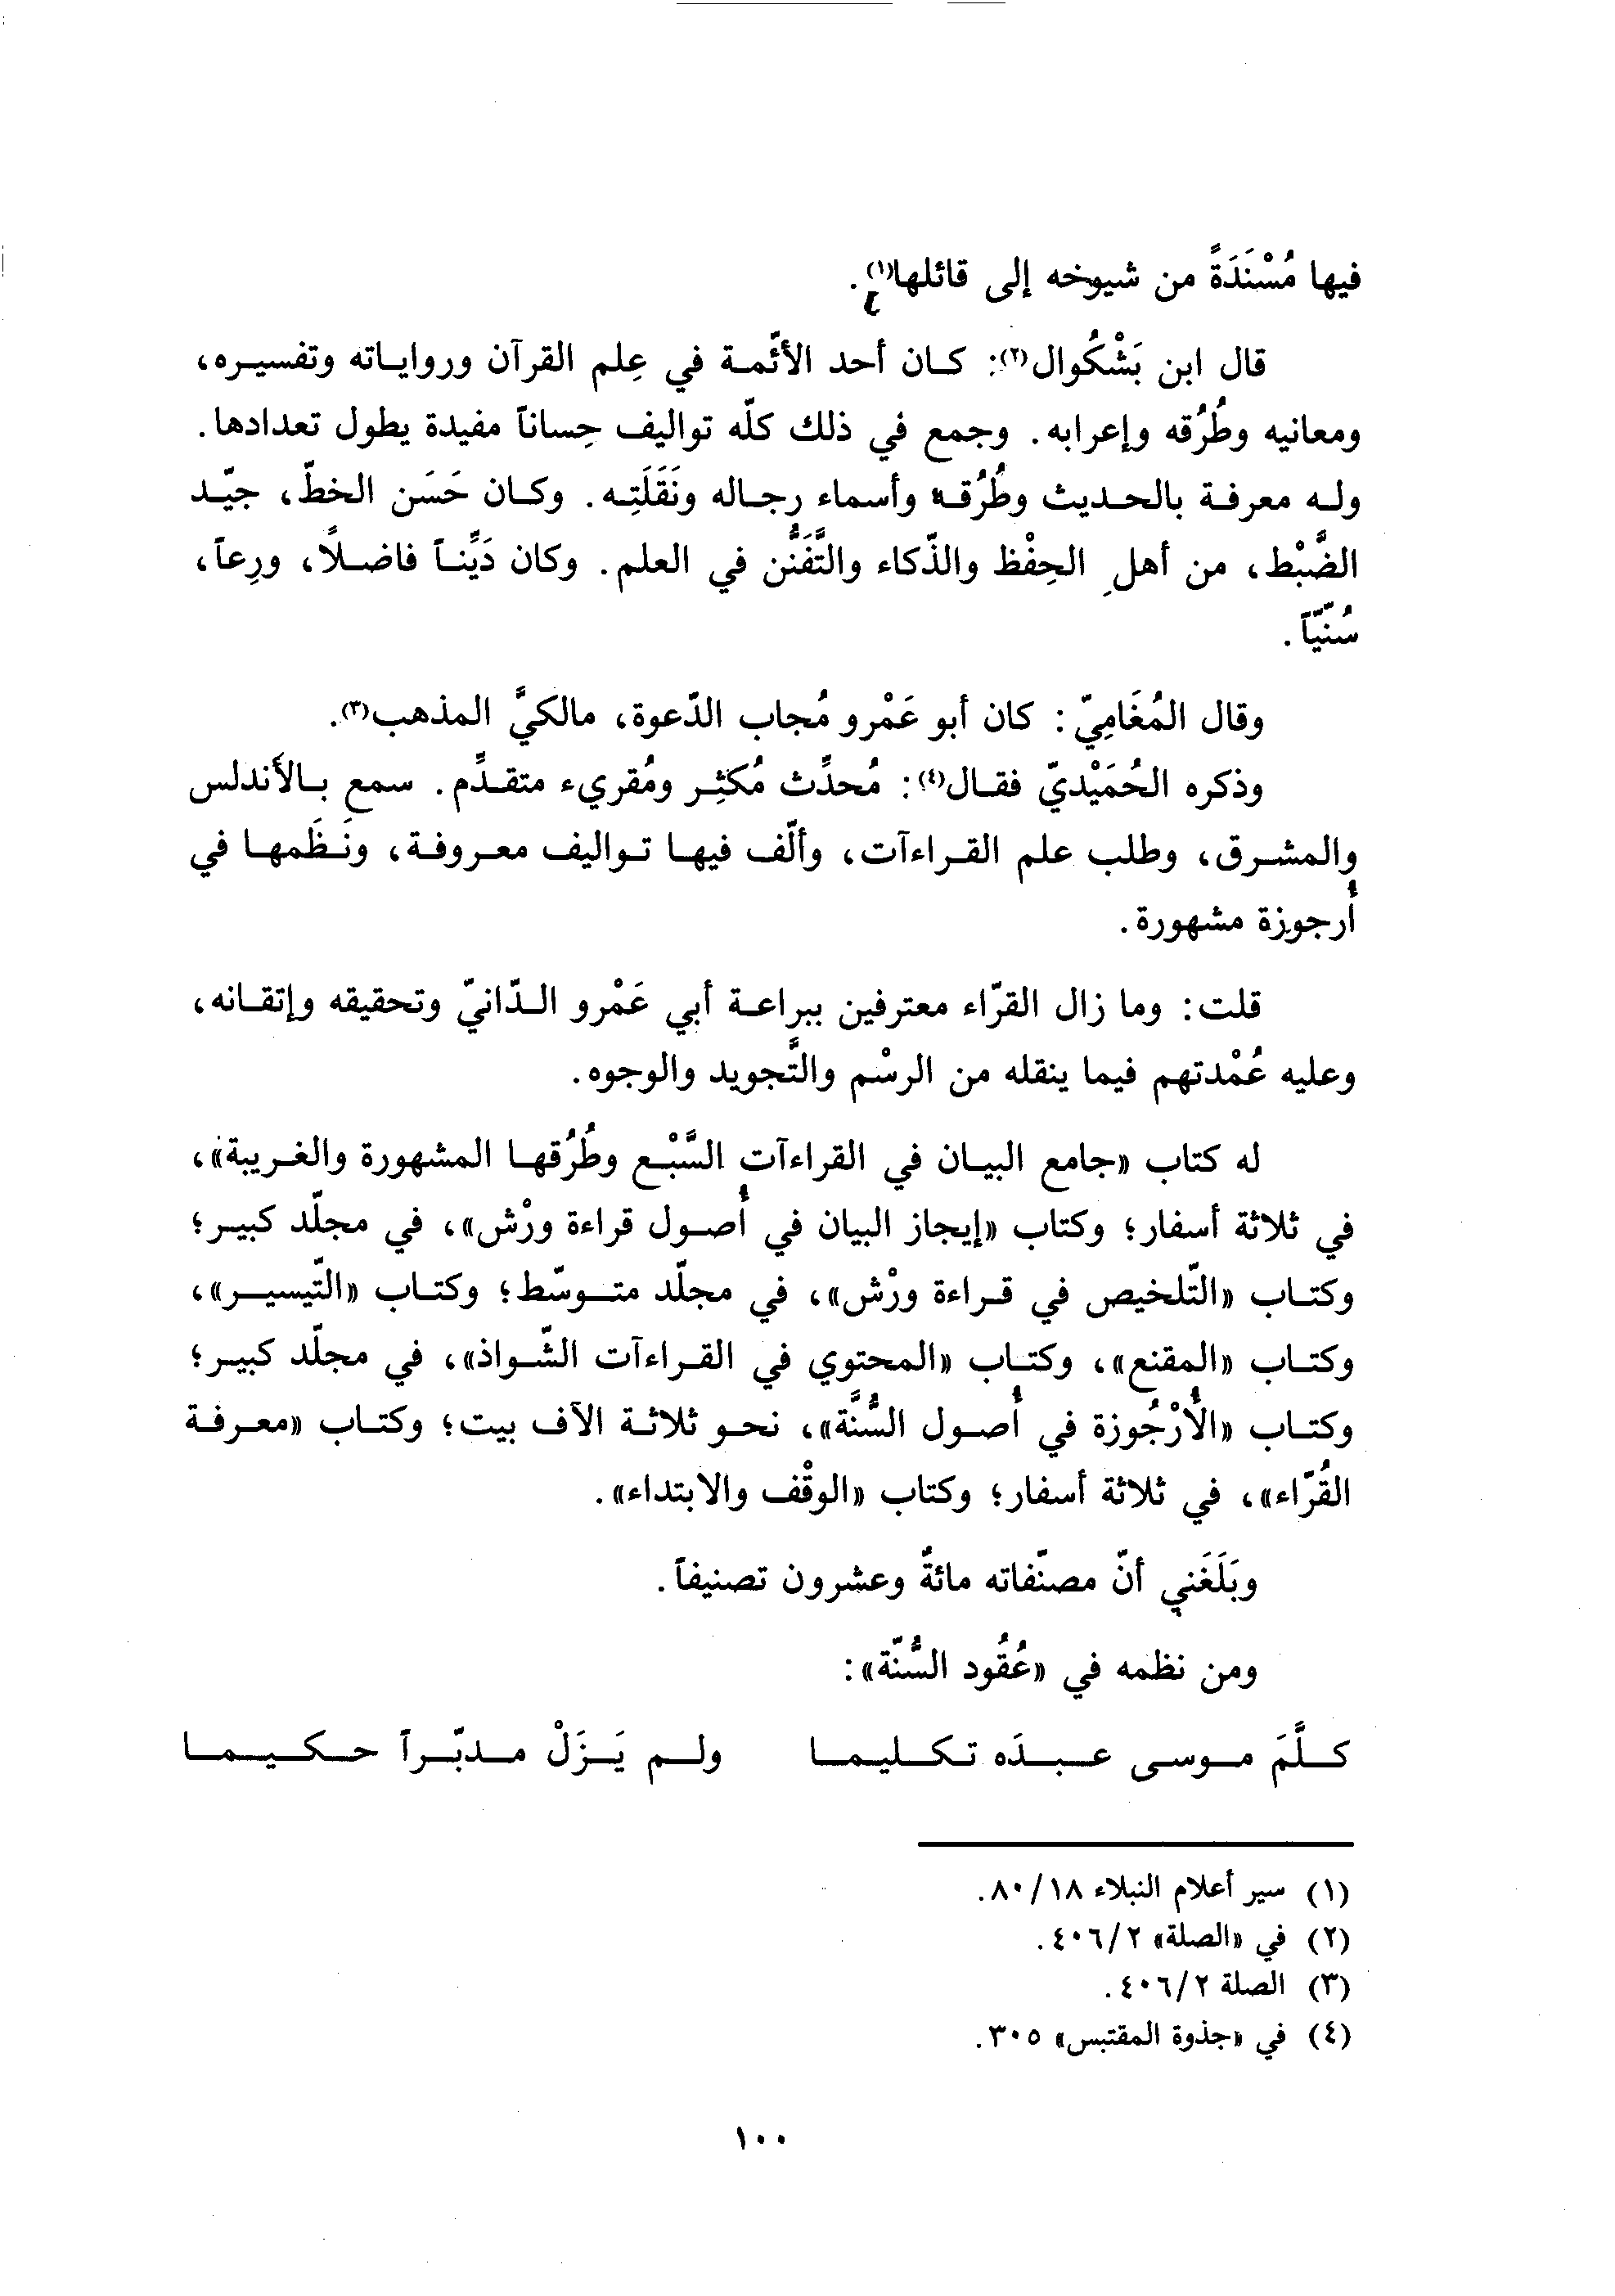 فيها مُسْنَدَةً من شيوخه إلى قائلها(١).
قال ابن بَشْكُوال(٢): كان أحد الأئمّة في عِلم القرآن ورواياته وتفسيره،
ومعانيه وطُرُقه وإعرابه. وجمع في ذلك كلّه تواليف حِساناً مفيدة يطول تعدادها.
وله معرفة بالحديث وطُرُقه وأسماء رجاله ونَقَلَتِه. وكان حَسَن الخطّ، جيّد
الضَّبْط، من أهل الحِفْظ والذّكاء والتَّفَنُّن في العلم. وكان دَيِّناً فاضلاً، ورِعاً،
سُنّيّاً.
وقال المُغَامِيّ: كان أبو عَمْرو مُجاب الدّعوة، مالكيَّ المذهب(٣).
وذكره الحُمَيْديّ فقال(٤): مُحدِّث مُكثِر ومُقريء متقدِّم. سمع بالأندلس
والمشرق، وطلب علم القراءآت، وألّف فيها تواليف معروفة، ونَظَمها في
أُرجوزة مشهورة.
قلت: وما زال القرّاء معترفين ببراعة أبي عَمْرو الدّانيّ وتحقيقه وإتقانه،
وعليه عُمْدتهم فيما ينقله من الرسْم والتَّجويد والوجوه.
له كتاب «جامع البيان في القراءآت السَّبْع وطُرُقها المشهورة والغريبة»،
في ثلاثة أسفار؛ وكتاب «إيجاز البيان في أُصول قراءة ورْش»، في مجلّد كبير؛
وكتاب «التّلخيص في قراءة ورْش»، في مجلّد متوسّط؛ وكتاب «التّيسير»،
وكتاب «المقنع»، وكتاب «المحتوي في القراءآت الشّواذ»، في مجلّد كبير؛
وكتاب «الأُرْجُوزة في أُصول السُّنَّة»، نحو ثلاثة الآف بيت؛ وكتاب «معرفة
القُرّاء»، في ثلاثة أسفار؛ وكتاب «الوقْف والابتداء».
وبَلَغَني أنّ مصنّفاته مائةٌ وعشرون تصنيفاً.
ومن نظمه في «عُقُود السُّنّة»:
كلَّمَ موسى عبدَه تكليما ولم يَزَلْ مدبّراً حكيما
(١) سير أعلام النبلاء ١٨/ ٨٠.
(٢) في «الصلة» ٢/ ٤٠٦.
(٣) الصلة ٢/ ٤٠٦.
(٤) في «جذوة المقتبس» ٣٠٥.
١٠٠